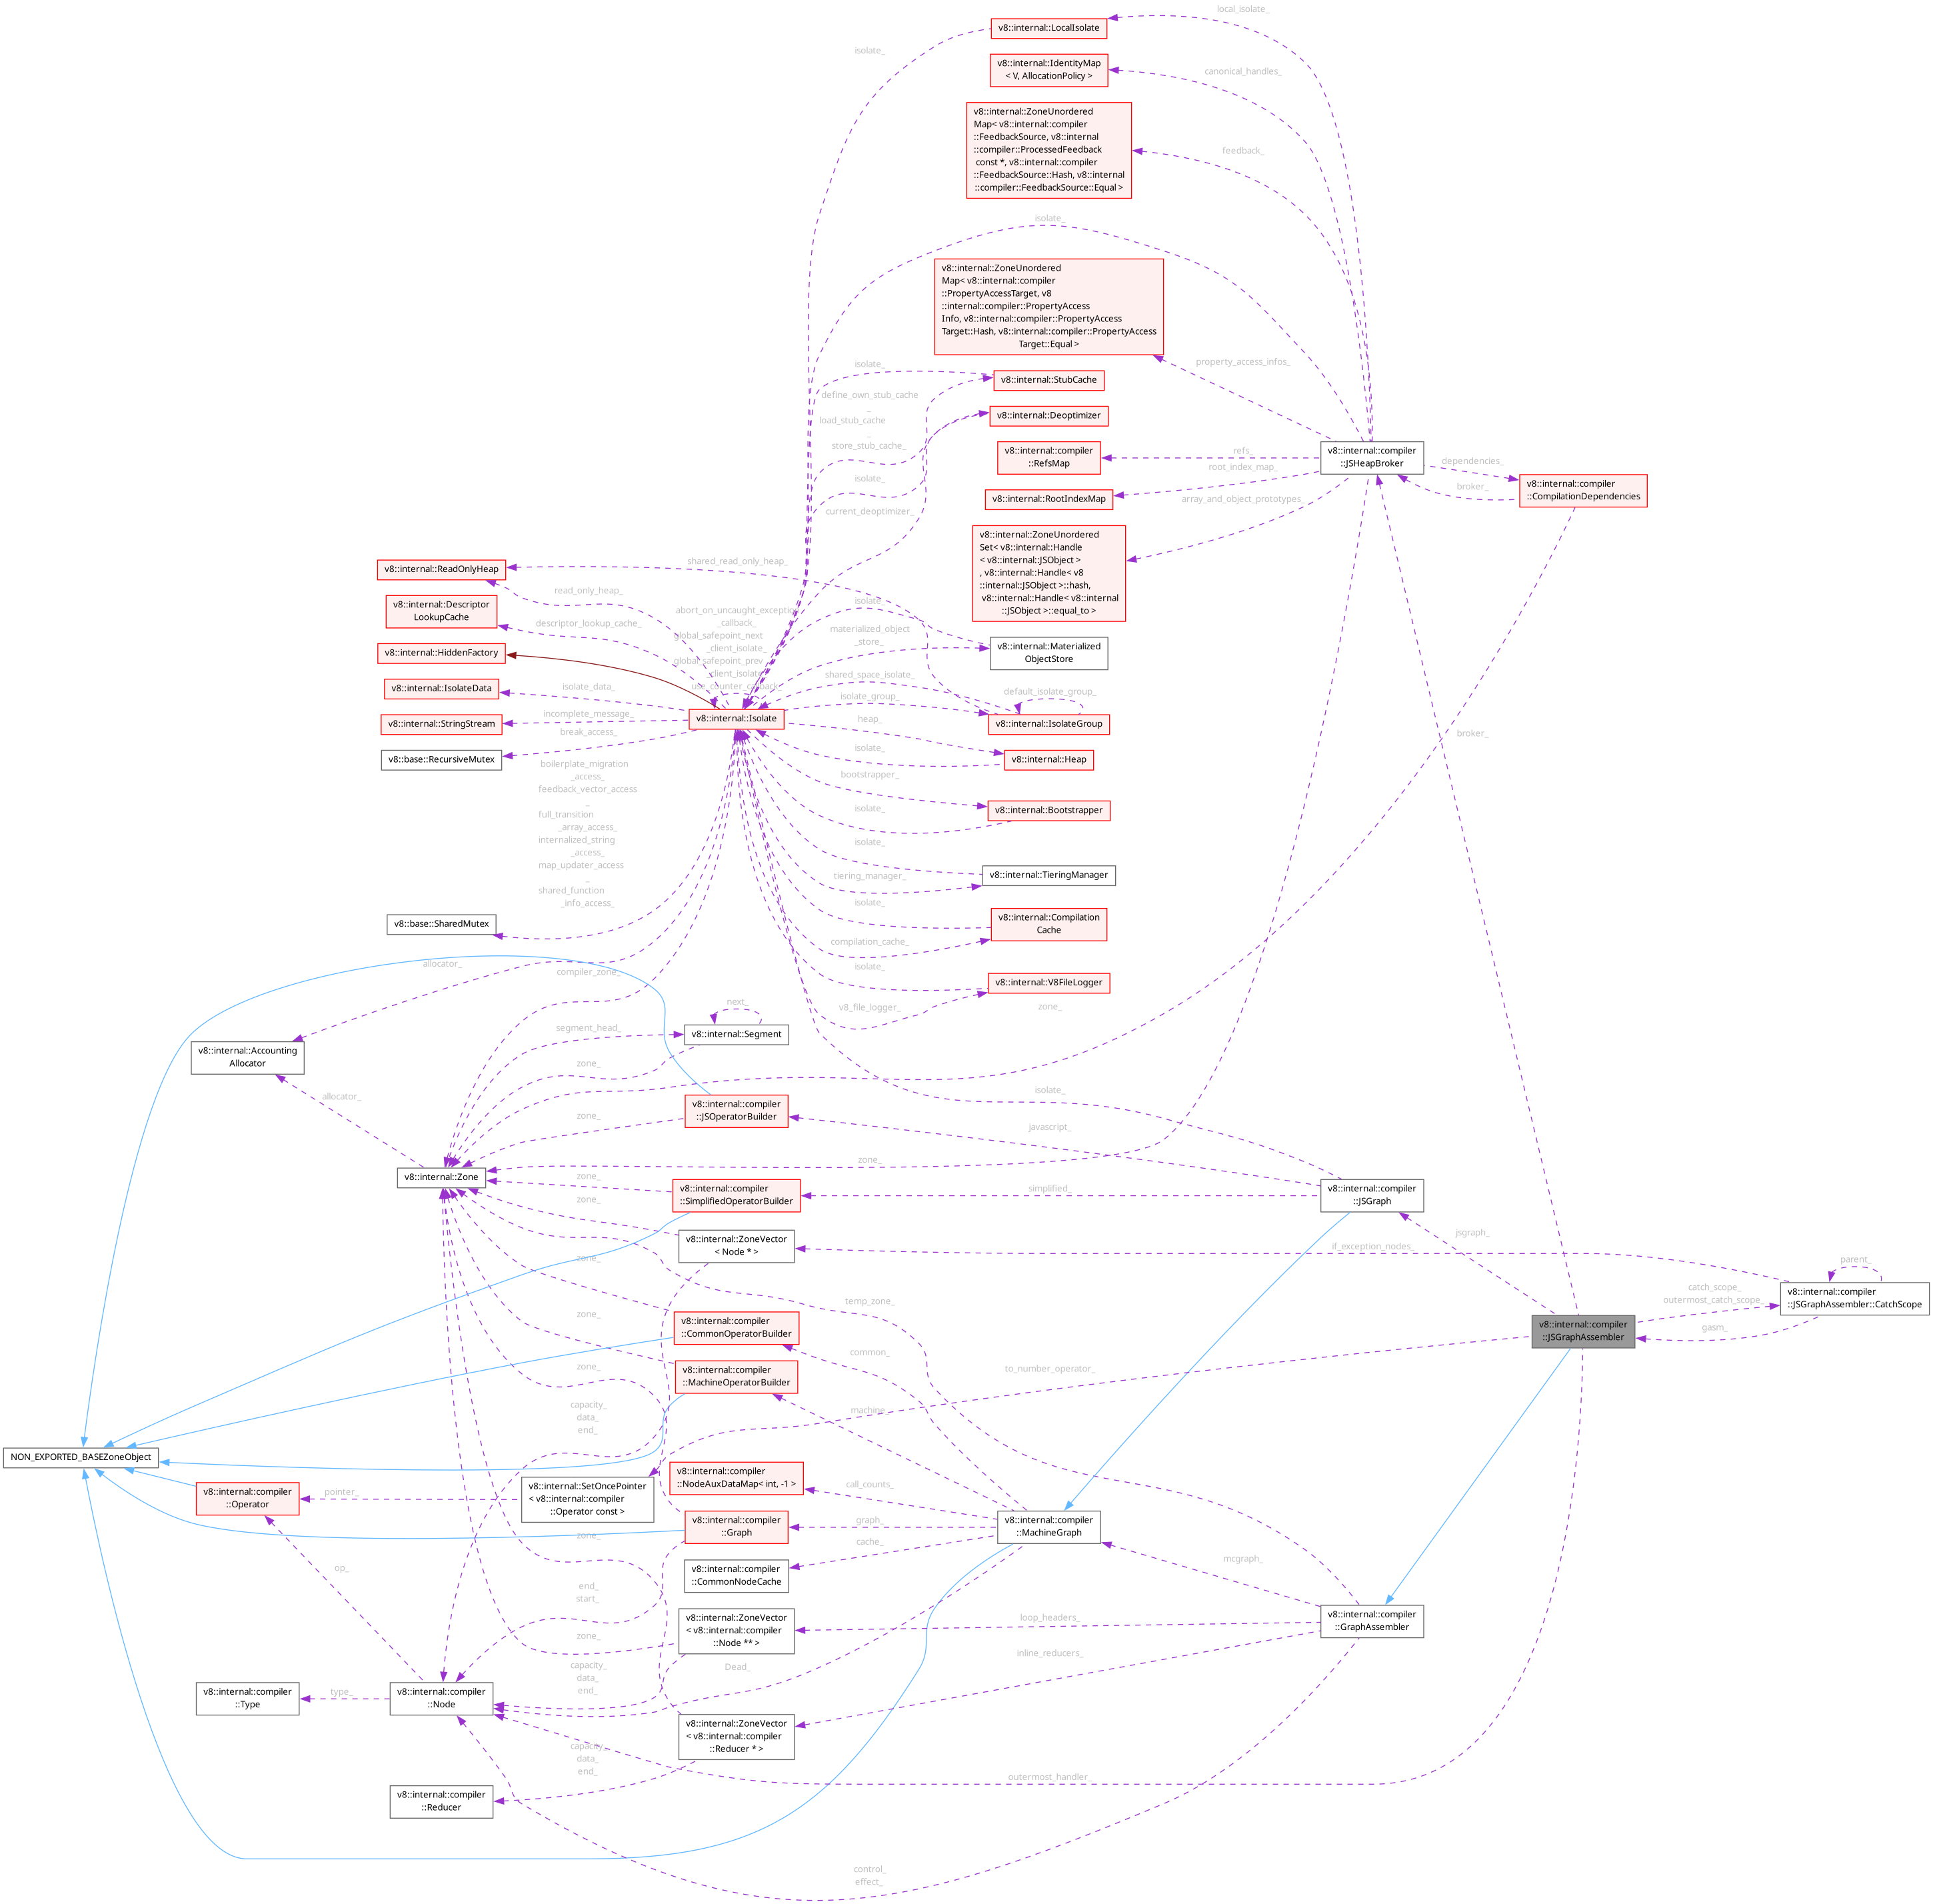 local_isolate_
v8::internal::LocalIsolate
isolate_
v8::internal::IdentityMap
< V, AllocationPolicy >
canonical_handles_
v8::internal::ZoneUnordered
Map< v8::internal::compiler
::FeedbackSource, v8::internal
::compiler::ProcessedFeedback
const *, v8::internal::compiler
::FeedbackSource::Hash, v8::internal
::compiler::FeedbackSource::Equal >
feedback_
isolate_
v8::internal::ZoneUnordered
Map< v8::internal::compiler
::PropertyAccessTarget, v8
::internal::compiler::PropertyAccess
Info, v8::internal::compiler::PropertyAccess
Target::Hash, v8::internal::compiler::PropertyAccess
Target::Equal >
property_access_infos_
isolate_
v8::internal::StubCache
define_own_stub_cache
_
load_stub_cache
_
store_stub_cache_
v8::internal::Deoptimizer
isolate_
current_deoptimizer_
v8::internal::compiler
::RefsMap
refs_
v8::internal::compiler
::JSHeapBroker
root_index_map_
v8::internal::RootIndexMap
array_and_object_prototypes_
dependencies_
broker_
v8::internal::compiler
::CompilationDependencies
v8::internal::ZoneUnordered
Set< v8::internal::Handle
< v8::internal::JSObject >
, v8::internal::Handle< v8
::internal::JSObject >::hash,
v8::internal::Handle< v8::internal
::JSObject >::equal_to >
v8::internal::ReadOnlyHeap
shared_read_only_heap_
read_only_heap_
v8::internal::Descriptor
LookupCache
descriptor_lookup_cache_
abort_on_uncaught_exception
_callback_
global_safepoint_next
_client_isolate_
global_safepoint_prev
_client_isolate_
use_counter_callback_
isolate_
materialized_object
_store_
v8::internal::Materialized
ObjectStore
v8::internal::HiddenFactory
v8::internal::IsolateData
isolate_data_
shared_space_isolate_
isolate_group_
default_isolate_group_
v8::internal::IsolateGroup
v8::internal::StringStream
incomplete_message_
v8::internal::Isolate
v8::base::RecursiveMutex
break_access_
heap_
isolate_
v8::internal::Heap
broker_
boilerplate_migration
_access_
feedback_vector_access
_
full_transition
_array_access_
internalized_string
_access_
map_updater_access
_
shared_function
_info_access_
bootstrapper_
isolate_
v8::internal::Bootstrapper
isolate_
tiering_manager_
v8::internal::TieringManager
v8::base::SharedMutex
isolate_
compilation_cache_
v8::internal::Compilation
Cache
allocator_
compiler_zone_
isolate_
v8_file_logger_
v8::internal::V8FileLogger
zone_
v8::internal::Accounting
Allocator
segment_head_
next_
v8::internal::Segment
zone_
allocator_
isolate_
v8::internal::compiler
::JSOperatorBuilder
zone_
javascript_
v8::internal::Zone
zone_
zone_
v8::internal::compiler
::SimplifiedOperatorBuilder
simplified_
v8::internal::compiler
::JSGraph
zone_
v8::internal::ZoneVector
< Node * >
jsgraph_
if_exception_nodes_
zone_
parent_
v8::internal::compiler
::JSGraphAssembler::CatchScope
catch_scope_
outermost_catch_scope_
gasm_
v8::internal::compiler
::JSGraphAssembler
temp_zone_
zone_
v8::internal::compiler
::CommonOperatorBuilder
common_
to_number_operator_
zone_
v8::internal::compiler
::MachineOperatorBuilder
machine_
capacity_
data_
end_
NON_EXPORTED_BASEZoneObject
v8::internal::compiler
::Operator
pointer_
v8::internal::SetOncePointer
< v8::internal::compiler
::Operator const >
v8::internal::compiler
::NodeAuxDataMap< int, -1 >
call_counts_
v8::internal::compiler
::Graph
graph_
v8::internal::compiler
::MachineGraph
zone_
cache_
v8::internal::compiler
::CommonNodeCache
mcgraph_
op_
end_
start_
v8::internal::ZoneVector
< v8::internal::compiler
::Node ** >
loop_headers_
v8::internal::compiler
::GraphAssembler
zone_
inline_reducers_
Dead_
capacity_
data_
end_
v8::internal::compiler
::Type
type_
v8::internal::compiler
::Node
v8::internal::ZoneVector
< v8::internal::compiler
::Reducer * >
capacity_
data_
end_
outermost_handler_
v8::internal::compiler
::Reducer
control_
effect_